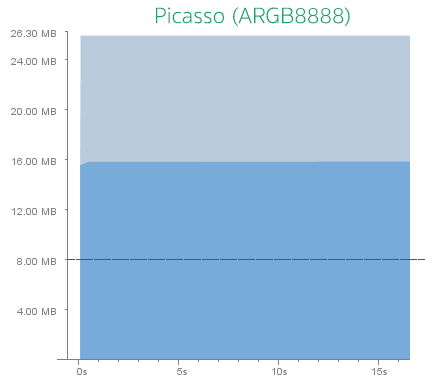 Picasso (ARGB8888)
26.30 MB
24.00 MB
20.00 MB
16.00 MB
12.00 MB
8.00 MB
4.00 MB
0s 5s 10s 15s